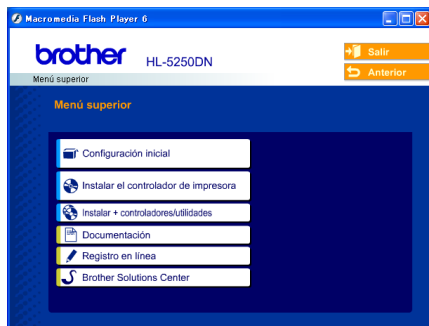 Macromedia Flash Player 6
brother
HL-5250DN
Salir
Anterior
Menú superior
Menú superior
Configuración inicial
Instalar el controlador de impresora
Instalar + controladores/utilidades
Documentación
Registro en línea
Brother Solutions Center